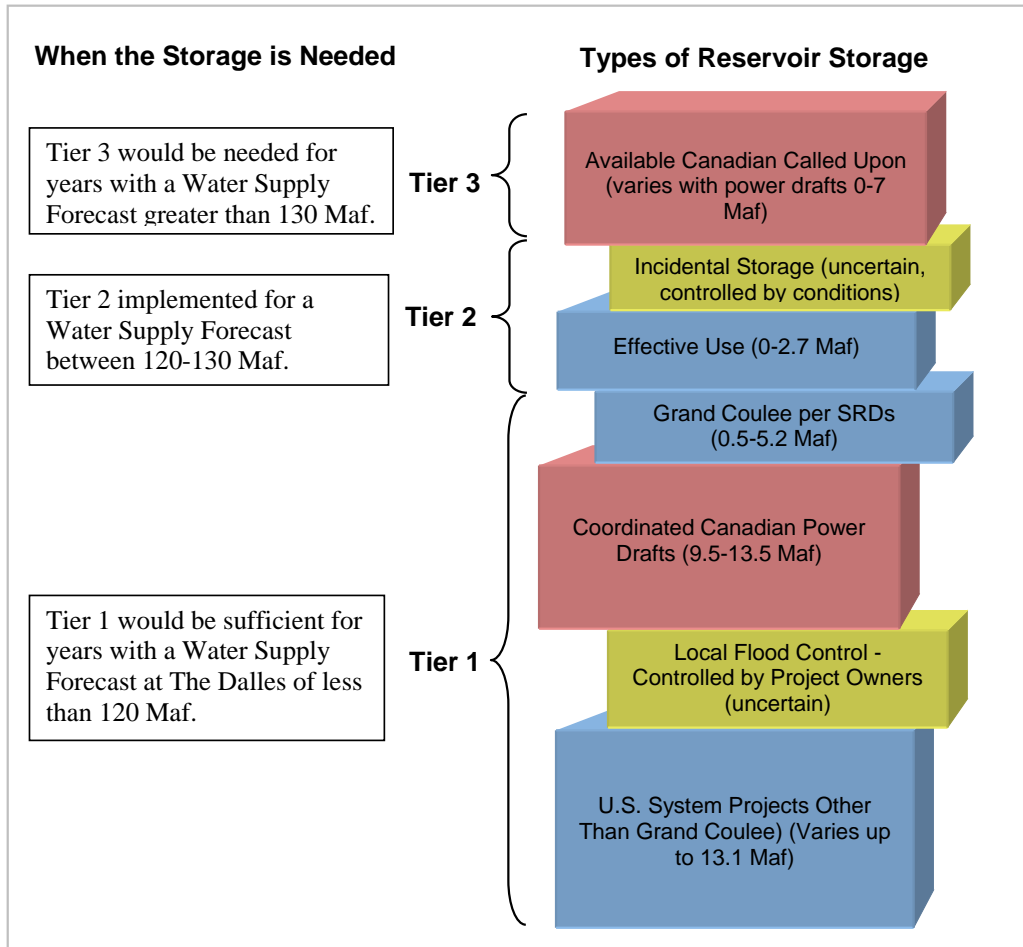 When the Storage is Needed
Types of Reservoir Storage
Tier 3 would be needed for
years with a Water Supply
Forecast greater than 130 Maf.
Tier 3
Available Canadian Called Upon
(varies with power drafts 0-7
Maf)
Incidental Storage (uncertain,
controlled by conditions)
Tier 2 implemented for a
Water Supply Forecast
between 120-130 Maf.
Tier 2
Effective Use (0-2.7 Maf)
Grand Coulee per SRDs
(0.5-5.2 Maf)
Coordinated Canadian Power
Drafts (9.5-13.5 Maf)
Tier 1 would be sufficient for
years with a Water Supply
Forecast at The Dalles of less
than 120 Maf.
Tier 1
Local Flood Control -
Controlled by Project Owners
(uncertain)
U.S. System Projects Other
Than Grand Coulee) (Varies up
to 13.1 Maf)